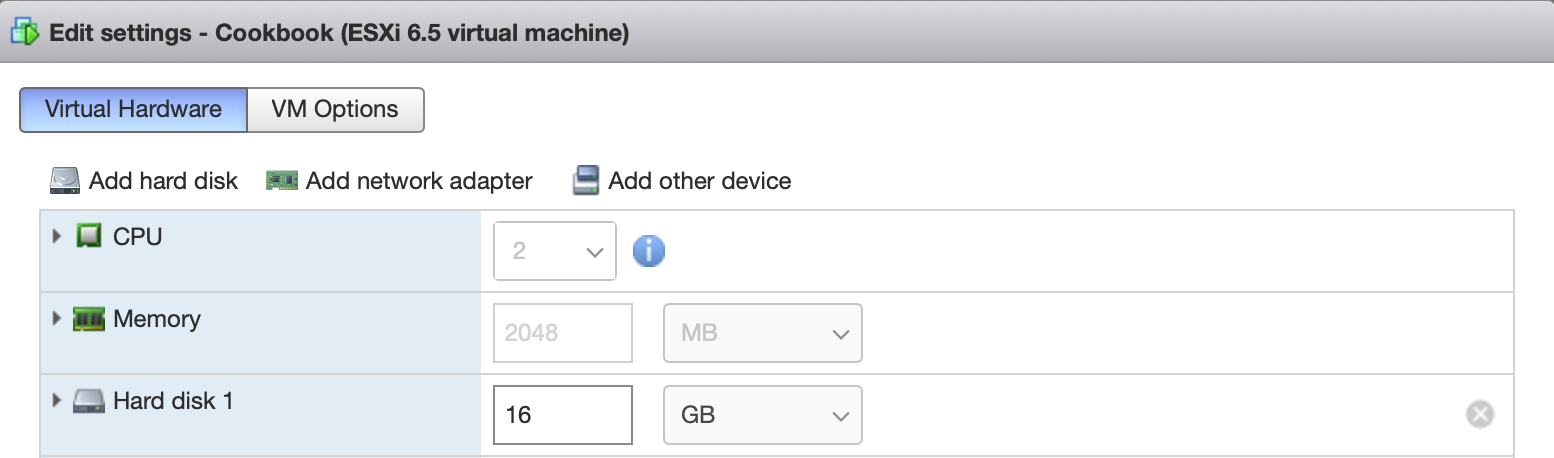 Edit settings - Cookbook (ESXi 6.5 virtual machine)
Virtual Hardware VM Options
Add hard disk Add network adapter Add other device
CPU 2
Memory 2048 MB
Hard disk 1 16 GB